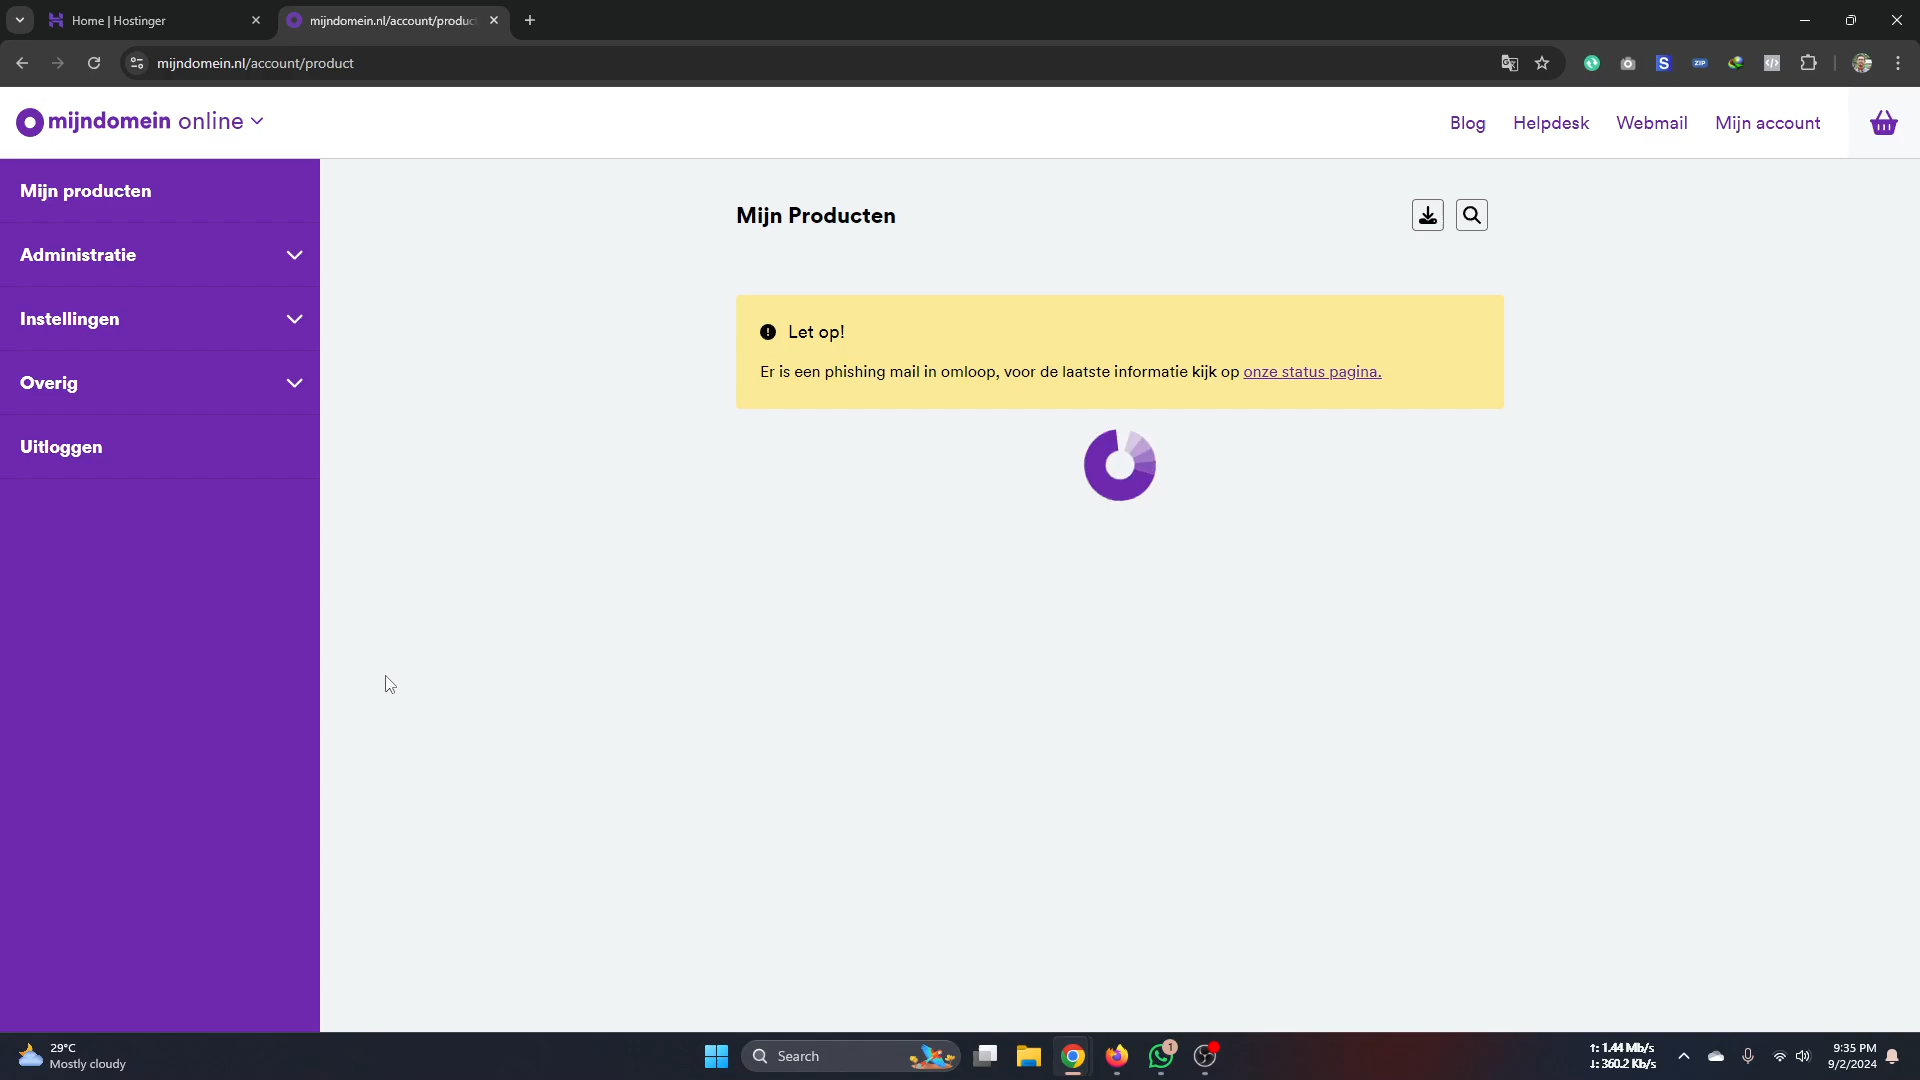 Home | Hostinger
mijndomein.nl/account/produc
mijndomein.nl/account/product
S
ZIP
mijndomein online
Blog
Helpdesk
Webmail
Mijn account
Mijn producten
Administratie
Instellingen
Overig
Uitloggen
Mijn Producten
Let op!
Er is een phishing mail in omloop, voor de laatste informatie kijk op onze status pagina.
29°C
Mostly cloudy
Search
1
↑: 1.44 Mb/s
↓: 360.2 Kb/s
9:35 PM
9/2/2024